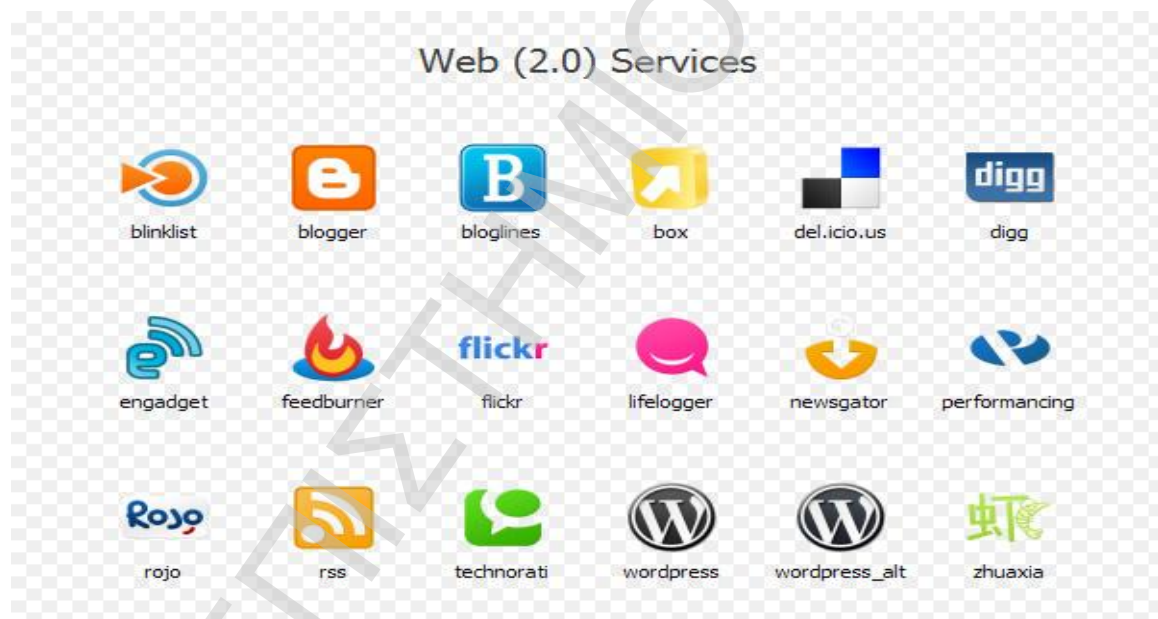 Web (2.0) Services
B
digg
blinklist blogger bloglines box del.icio.us digg
e flickr
engadget feedburner flickr lifelogger newsgator performancing
Rojo W W 虾
rojo rss technorati wordpress wordpress_alt zhuaxia